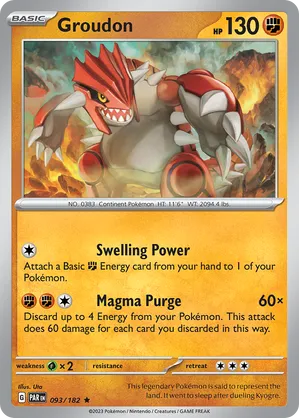 BASIC Groudon HP 130
NO. 0383 Continent Pokémon HT: 11'6" WT: 2094.4 lbs.
Swelling Power
Attach a Basic Energy card from your hand to 1 of your
Pokémon.
Magma Purge 60×
Discard up to 4 Energy from your Pokémon. This attack
does 60 damage for each card you discarded in this way.
weakness ×2 resistance retreat
Illus. Uta
G PAR EN 093/182 ★
This legendary Pokémon is said to represent
the land. It went to sleep after dueling Kyogre.
©2023 Pokémon / Nintendo / Creatures / GAME FREAK